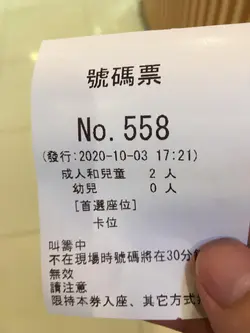 號碼票
No. 558
(發行:2020-10-03 17:21)
成人和兒童 2 人
幼兒 0 人
[首選座位]
卡位
叫籌中
不在現場時號碼將在30分
無效
請注意
限持本券入座、其它方式